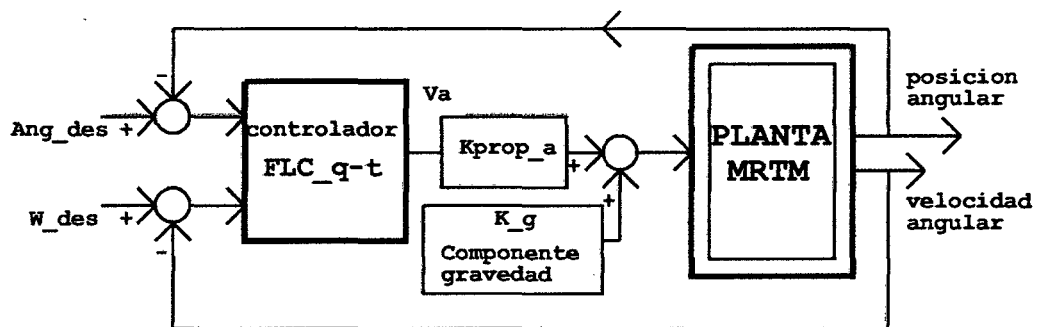 -
Ang_des +
controlador
FLC_q-t
Va
Kprop_a
+
+
PLANTA
MRTM
posicion
angular
velocidad
angular
W_des +
-
K_g
Componente
gravedad